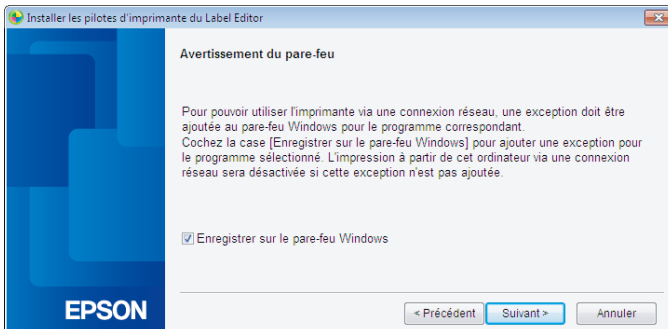 Installer les pilotes d'imprimante du Label Editor
Avertissement du pare-feu
Pour pouvoir utiliser l'imprimante via une connexion réseau, une exception doit être
ajoutée au pare-feu Windows pour le programme correspondant.
Cochez la case [Enregistrer sur le pare-feu Windows] pour ajouter une exception pour
le programme sélectionné. L'impression à partir de cet ordinateur via une connexion
réseau sera désactivée si cette exception n'est pas ajoutée.
Enregistrer sur le pare-feu Windows
EPSON
< Précédent Suivant > Annuler